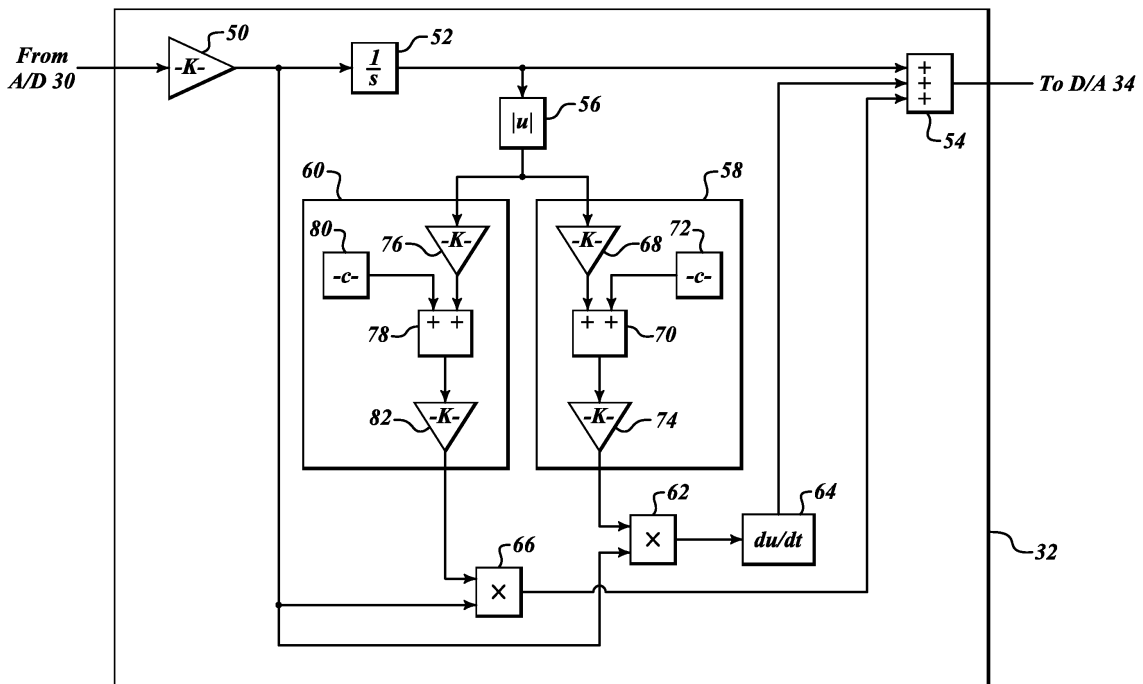 50
From
A/D 30
-K-
52
1
s
+
+
+
To D/A 34
54
56
|u|
60
58
80
76
-K-
-K-
68
72
-c-
-c-
78
+ +
+ +
70
82
-K-
-K-
74
62
64
×
du/dt
66
×
32